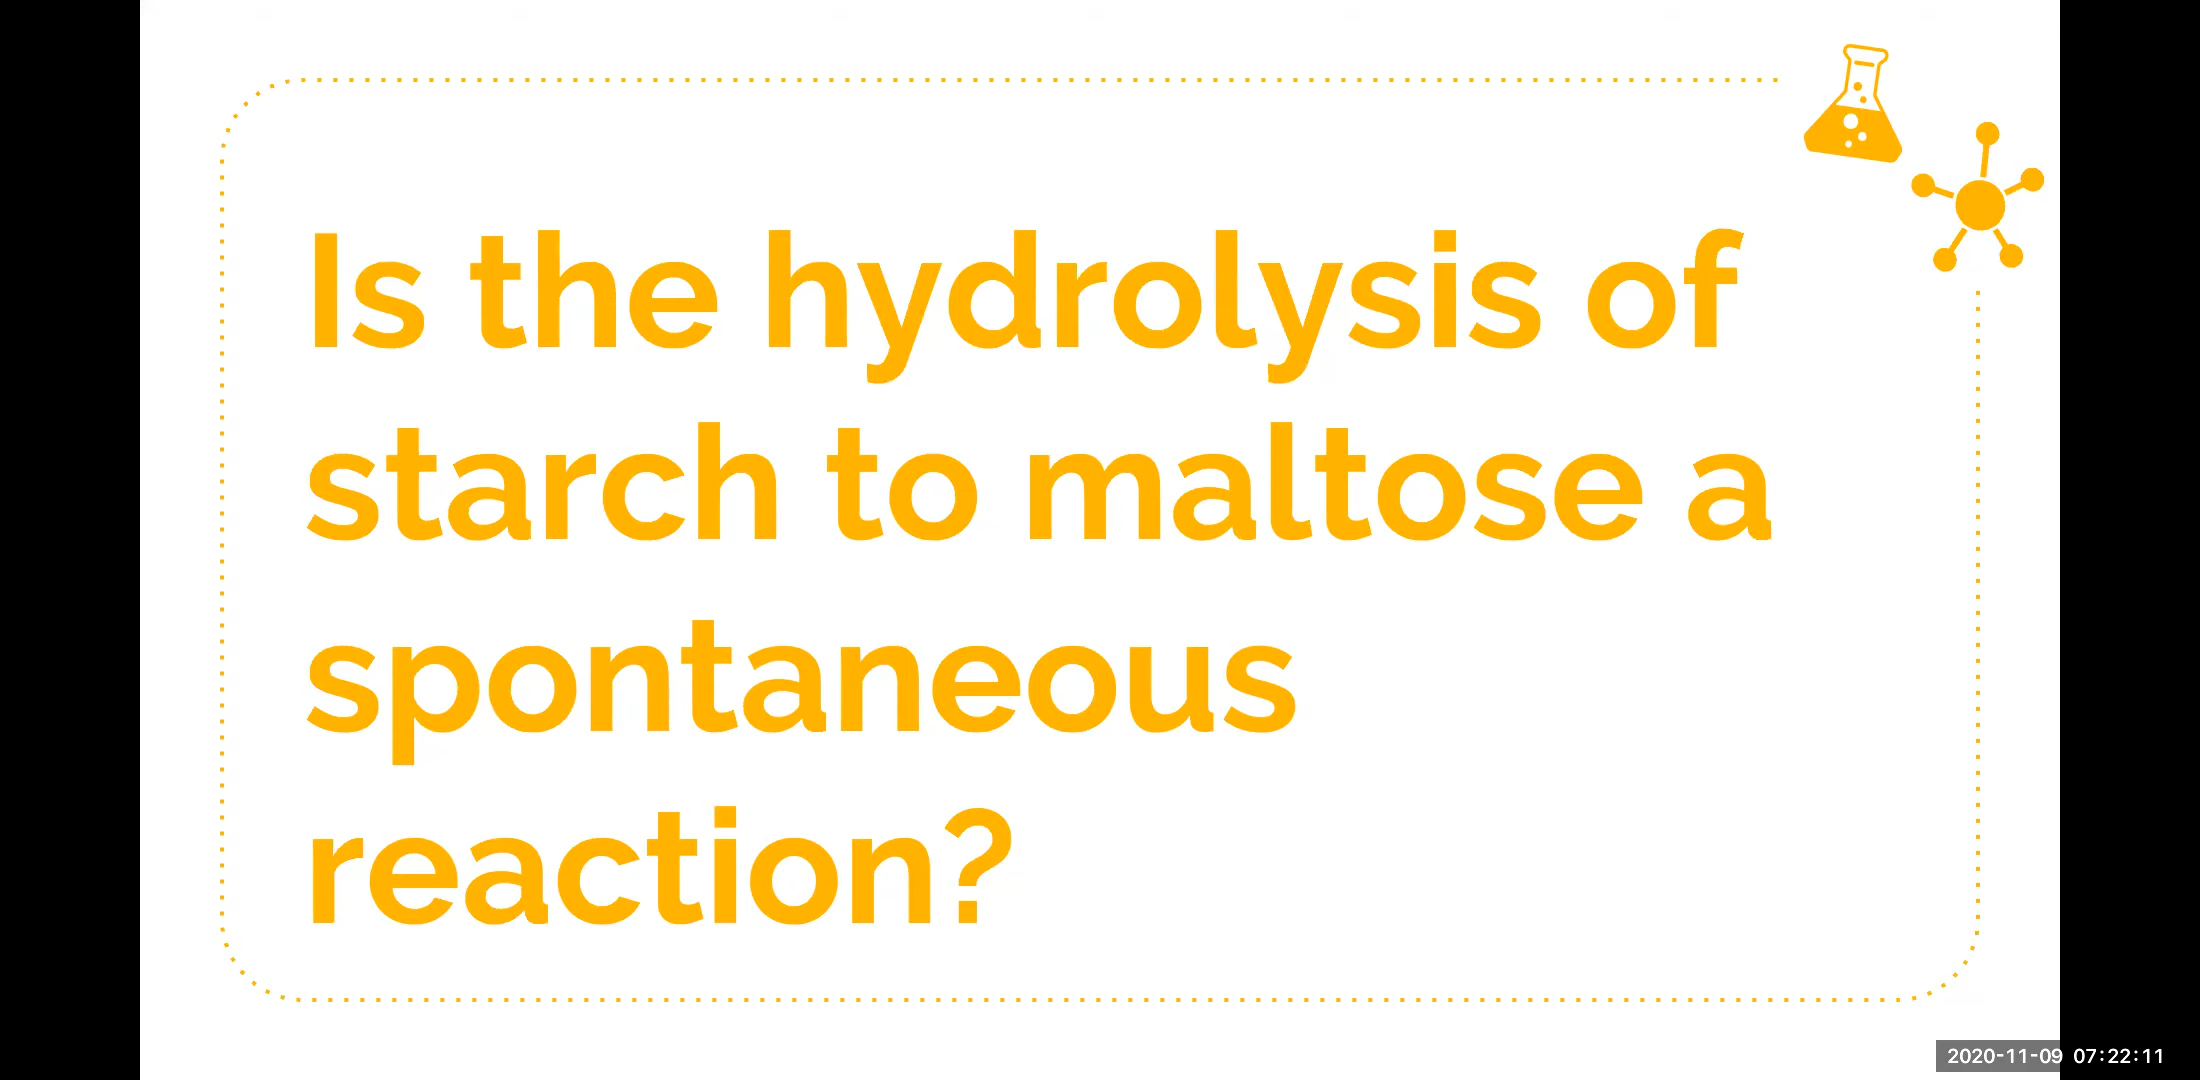 Is the hydrolysis of
starch to maltose a
spontaneous
reaction?
2020-11-09 07:22:11